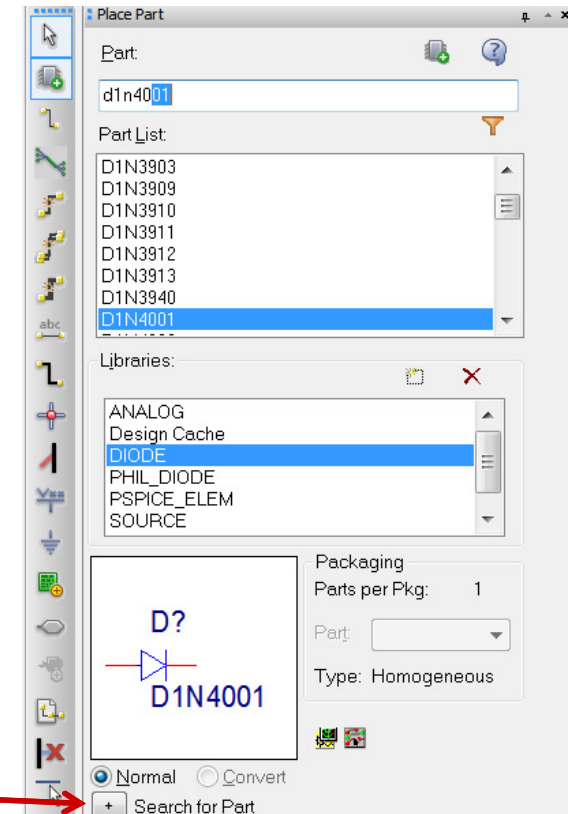 Place Part
Part:
d1n4001
Part List:
D1N3903
D1N3909
D1N3910
D1N3911
D1N3912
D1N3913
D1N3940
D1N4001
abc
Libraries:
ANALOG
Design Cache
DIODE
PHIL_DIODE
PSPICE_ELEM
SOURCE
Packaging
Parts per Pkg: 1
Part:
Type: Homogeneous
D?
D1N4001
Normal Convert
+ Search for Part